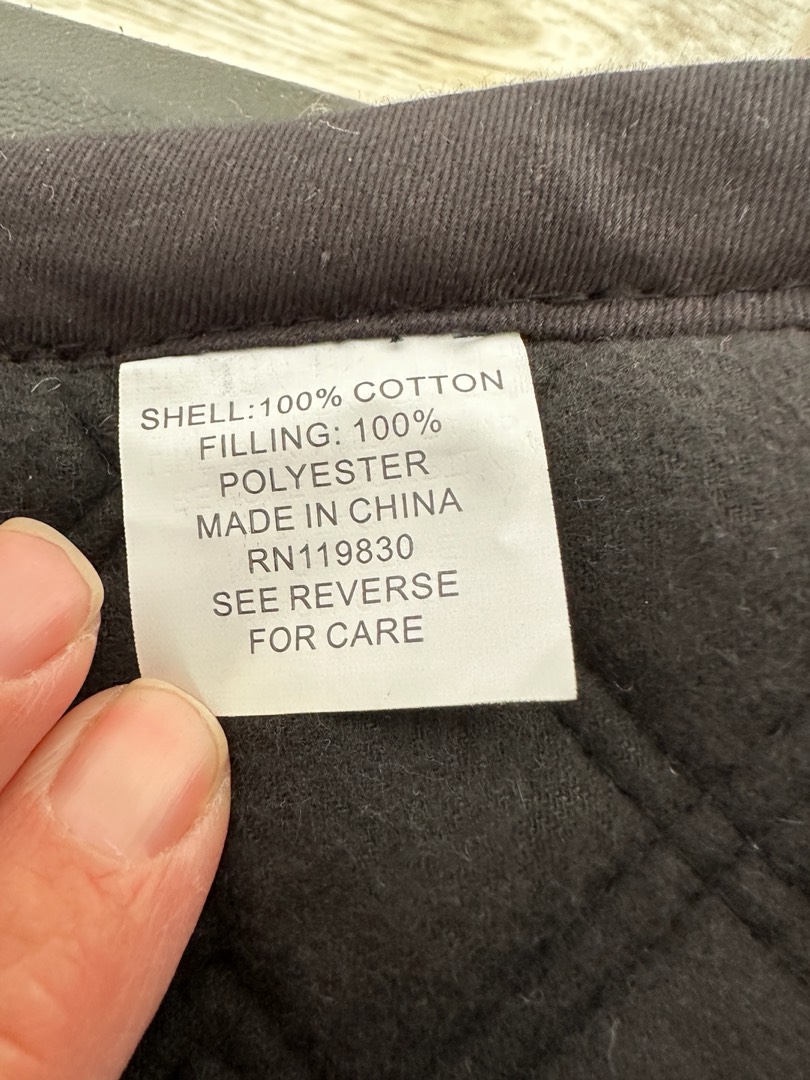 SHELL:100% COTTON
FILLING: 100%
POLYESTER
MADE IN CHINA
RN119830
SEE REVERSE
FOR CARE